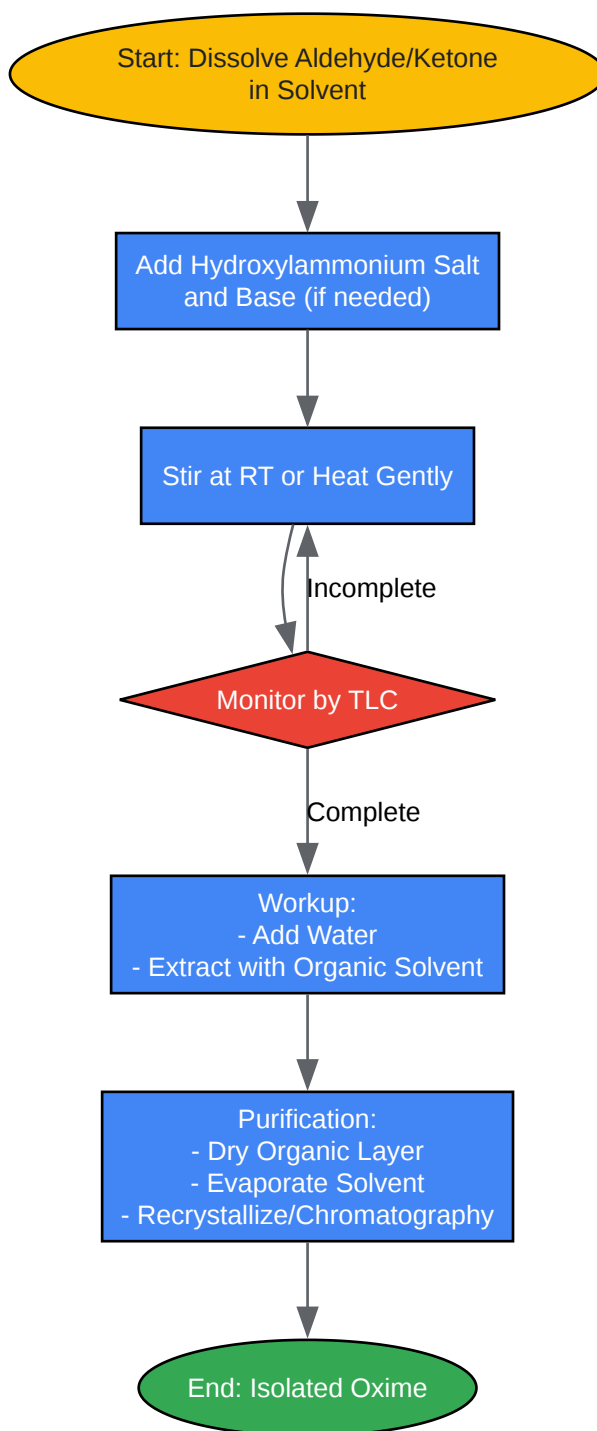 Start: Dissolve Aldehyde/Ketone
in Solvent
Add Hydroxylammonium Salt
and Base (if needed)
Stir at RT or Heat Gently
Incomplete
Monitor by TLC
Complete
Workup:
- Add Water
- Extract with Organic Solvent
Purification:
- Dry Organic Layer
- Evaporate Solvent
- Recrystallize/Chromatography
End: Isolated Oxime